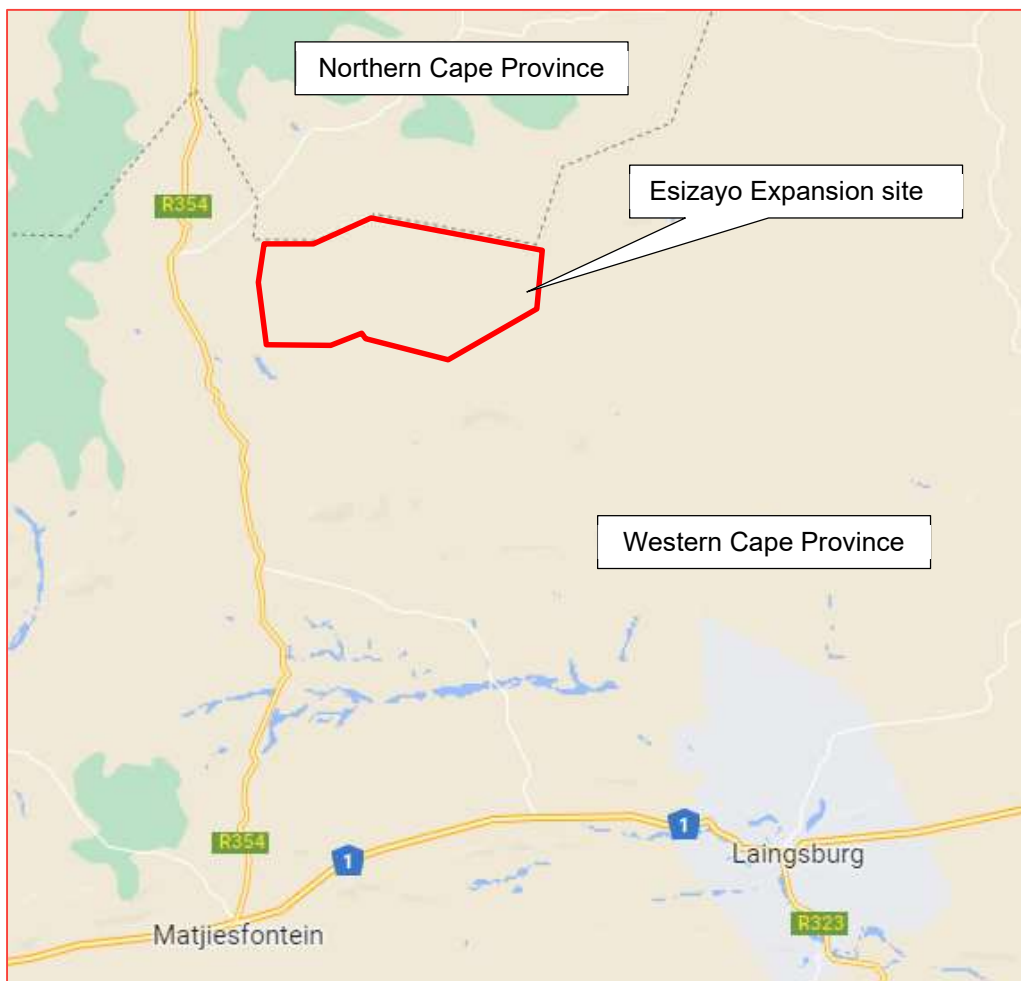 Northern Cape Province
Esizayo Expansion site
R354
Western Cape Province
1
R354
1
Laingsburg
R323
Matjiesfontein